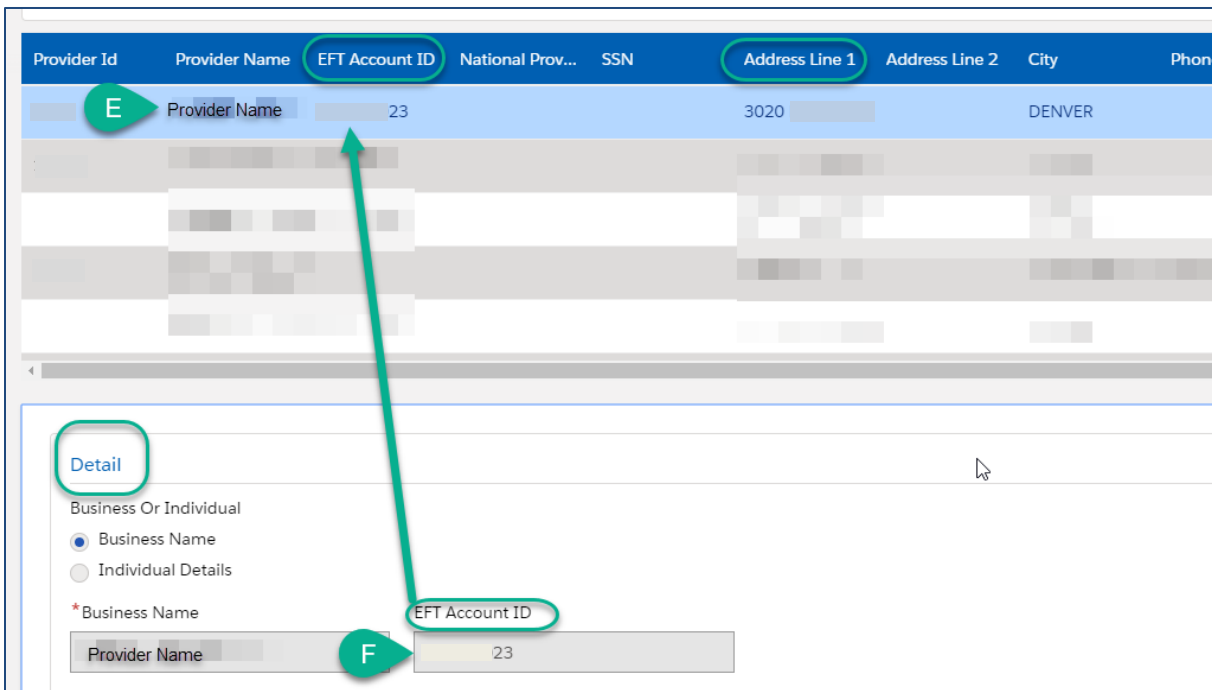 Provider Id Provider Name EFT Account ID National Prov... SSN Address Line 1 Address Line 2 City Phon
E Provider Name 23 3020 DENVER
Detail
Business Or Individual
Business Name
Individual Details
*Business Name EFT Account ID
Provider Name F 23